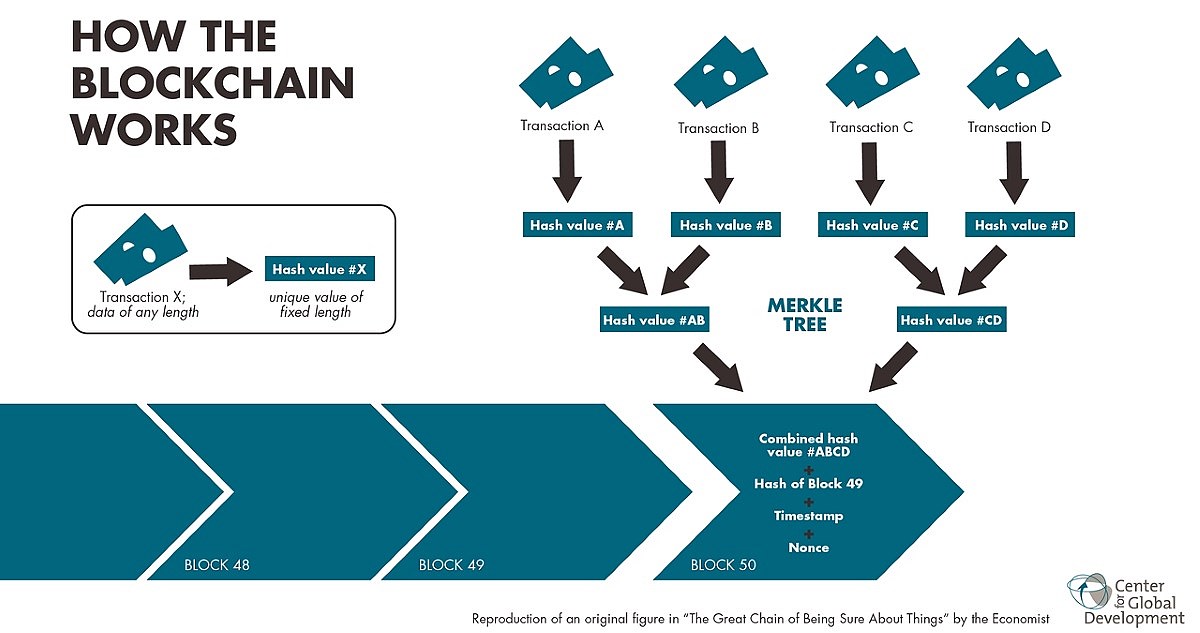 HOW THE
BLOCKCHAIN
WORKS
Transaction A
Transaction B
Transaction C
Transaction D
Hash value #A
Hash value #B
Hash value #C
Hash value #D
Transaction X;
data of any length
Hash value #X
unique value of
fixed length
Hash value #AB
MERKLE
TREE
Hash value #CD
Combined hash
value #ABCD
+
Hash of Block 49
+
Timestamp
+
Nonce
BLOCK 48
BLOCK 49
BLOCK 50
Reproduction of an original figure in “The Great Chain of Being Sure About Things” by the Economist
Center
for Global
Development